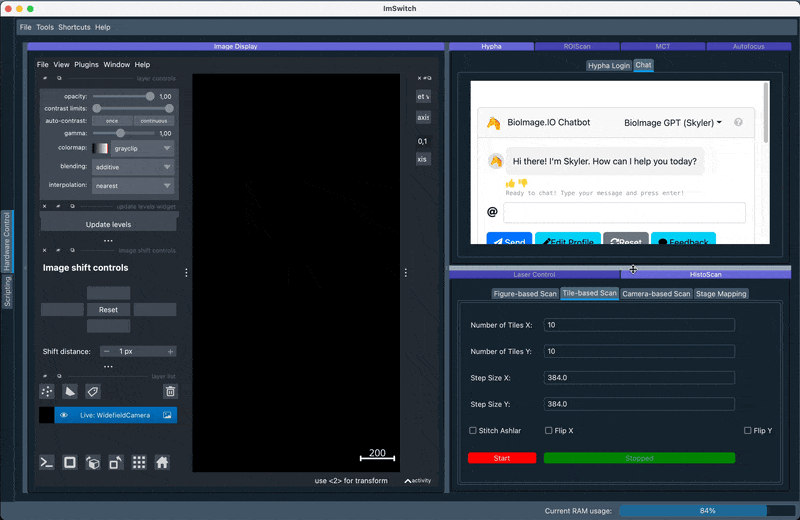 ImSwitch
File Tools Shortcuts Help
Image Display
Hypha ROIScan MCT Autofocus
File View Plugins Window Help
Hypha Login Chat
layer controls
opacity: 1,00
contrast limits:
auto-contrast: once continuous
gamma: 1,00
colormap: grayclip
blending: additive
interpolation: nearest
update levels widget
Update levels
image shift controls
Image shift controls
Reset
Shift distance: − 1 px +
layer list
Live: WidefieldCamera
200
use <2> for transform
activity
axis
0,1
xis
BioImage.IO Chatbot BioImage GPT (Skyler)
Hi there! I'm Skyler. How can I help you today?
Ready to chat! Type your message and press enter!
@
Send Edit Profile Reset Feedback
Laser Control HistoScan
Figure-based Scan Tile-based Scan Camera-based Scan Stage Mapping
Number of Tiles X: 10
Number of Tiles Y: 10
Step Size X: 384.0
Step Size Y: 384.0
Stitch Ashlar Flip X Flip Y
Start Stopped
Hardware Control
Scripting
Current RAM usage: 84%